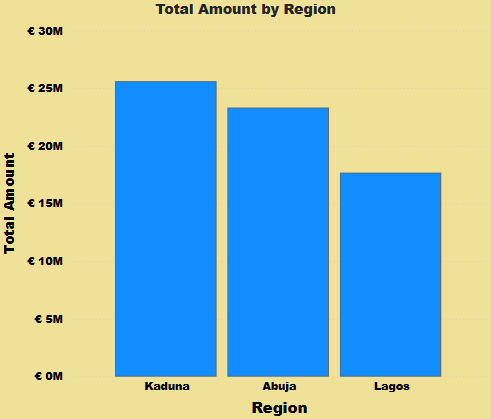 Total Amount by Region
€ 30M
€ 25M
€ 20M
€ 15M
€ 10M
€ 5M
€ 0M
Total Amount
Kaduna Abuja Lagos
Region